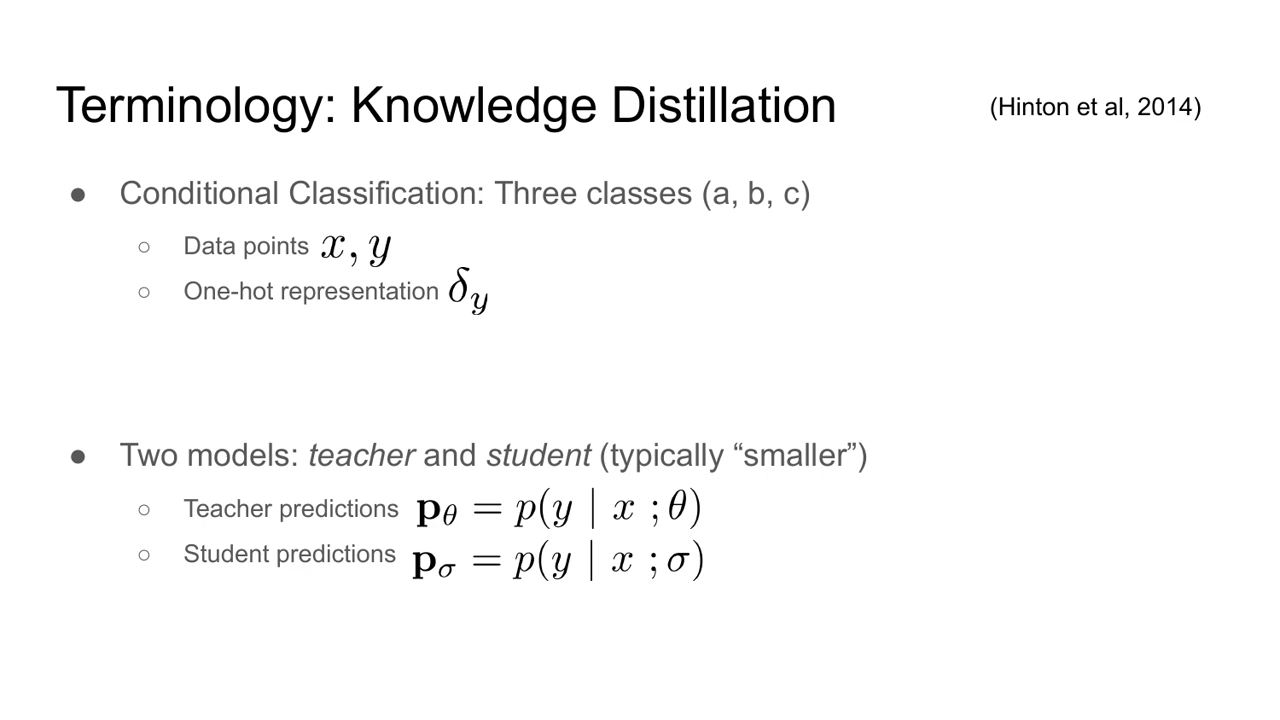 Terminology: Knowledge Distillation
(Hinton et al, 2014)
● Conditional Classification: Three classes (a, b, c)
○ Data points x, y
○ One-hot representation δ_y
● Two models: teacher and student (typically “smaller”)
○ Teacher predictions p_θ = p(y | x ; θ)
○ Student predictions p_σ = p(y | x ; σ)